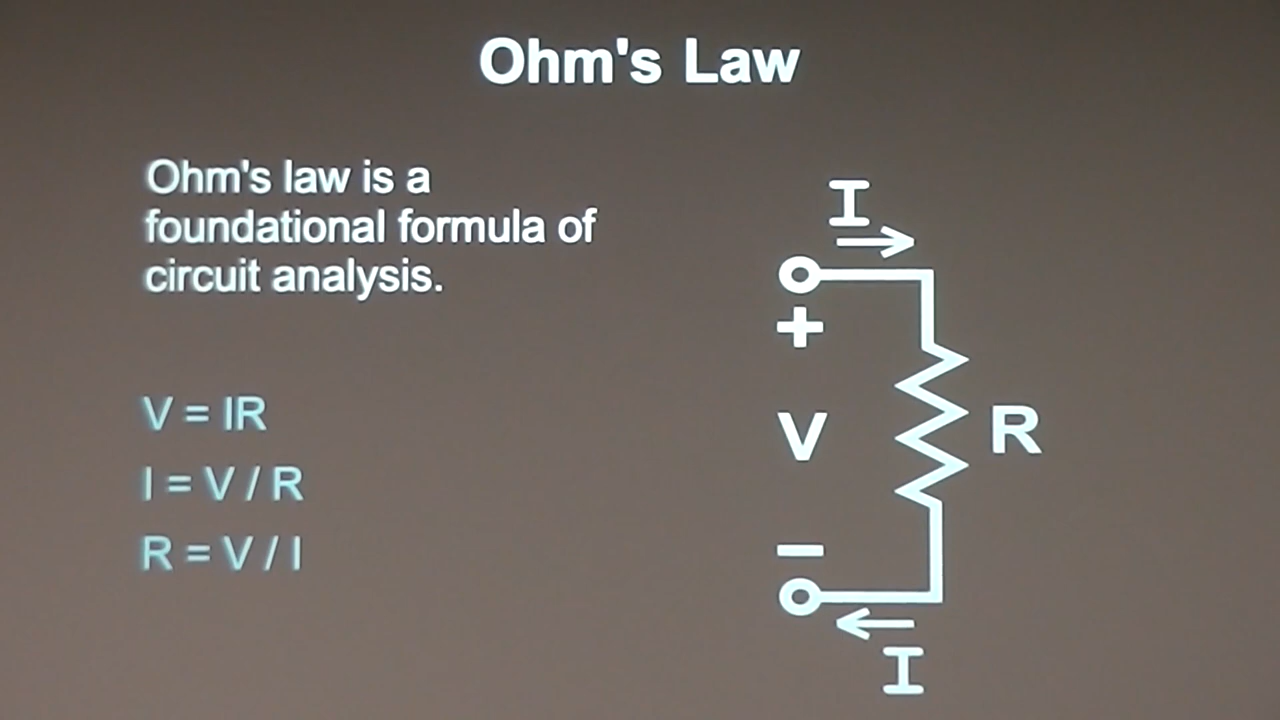 Ohm's Law
Ohm's law is a
foundational formula of
circuit analysis.
V = IR
I = V / R
R = V / I
I
+
V
R
−
I